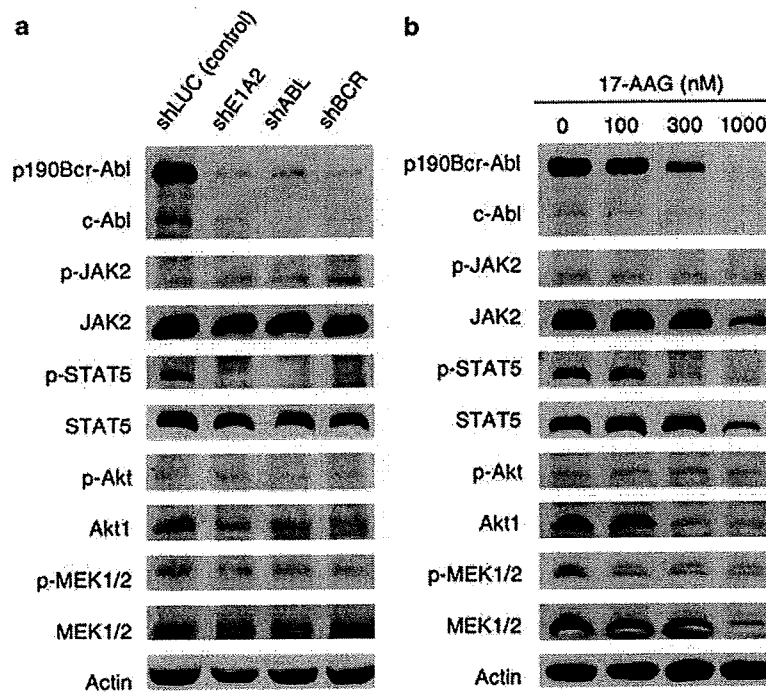 a
shLUC (control)
shE1A2
shABL
shBCR
p190Bcr-Abl
c-Abl
p-JAK2
JAK2
p-STAT5
STAT5
p-Akt
Akt1
p-MEK1/2
MEK1/2
Actin
b
17-AAG (nM)
0 100 300 1000
p190Bcr-Abl
c-Abl
p-JAK2
JAK2
p-STAT5
STAT5
p-Akt
Akt1
p-MEK1/2
MEK1/2
Actin